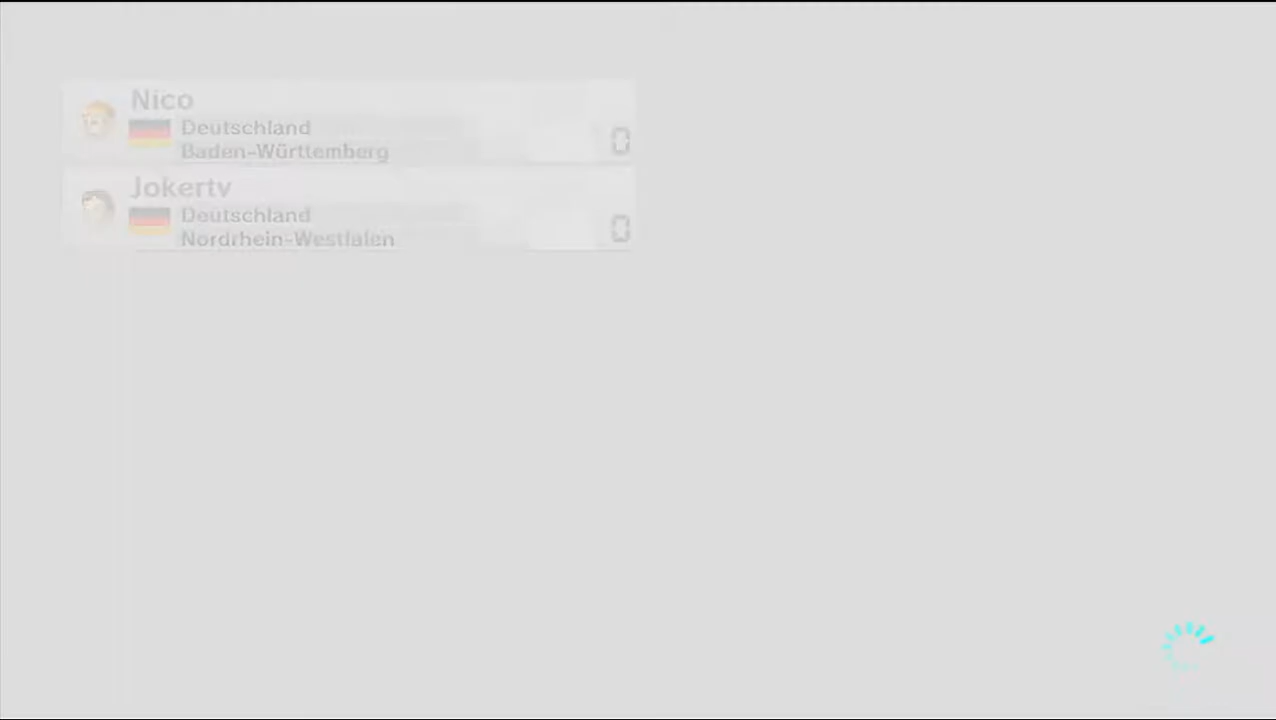 Nico
Deutschland
Baden-Württemberg
0
Jokertv
Deutschland
Nordrhein-Westfalen
0